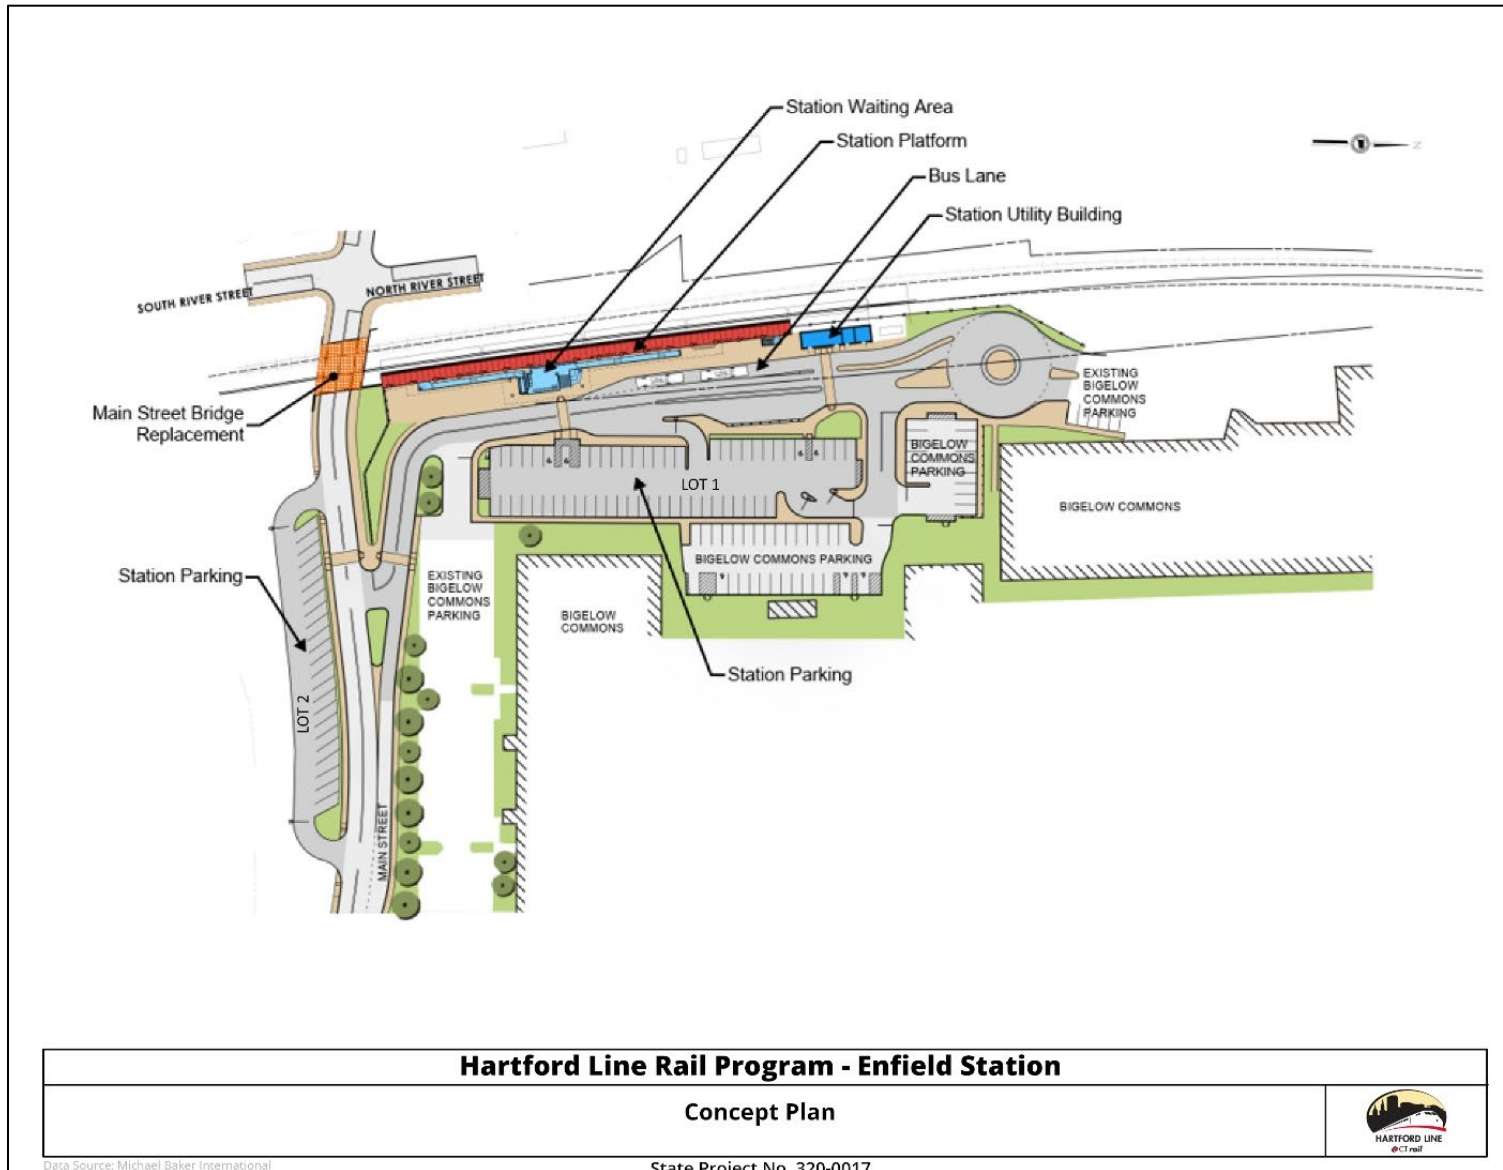 Station Waiting Area
Station Platform
Bus Lane
Station Utility Building
Z
SOUTH RIVER STREET
NORTH RIVER STREET
Main Street Bridge
Replacement
EXISTING
BIGELOW
COMMONS
PARKING
BIGELOW
COMMONS
PARKING
LOT 1
BIGELOW COMMONS
BIGELOW COMMONS PARKING
Station Parking
EXISTING
BIGELOW
COMMONS
PARKING
BIGELOW
COMMONS
Station Parking
LOT 2
MAIN STREET
Hartford Line Rail Program - Enfield Station
Concept Plan
HARTFORD LINE
CTrail
Data Source: Michael Baker International
State Project No. 320-0017